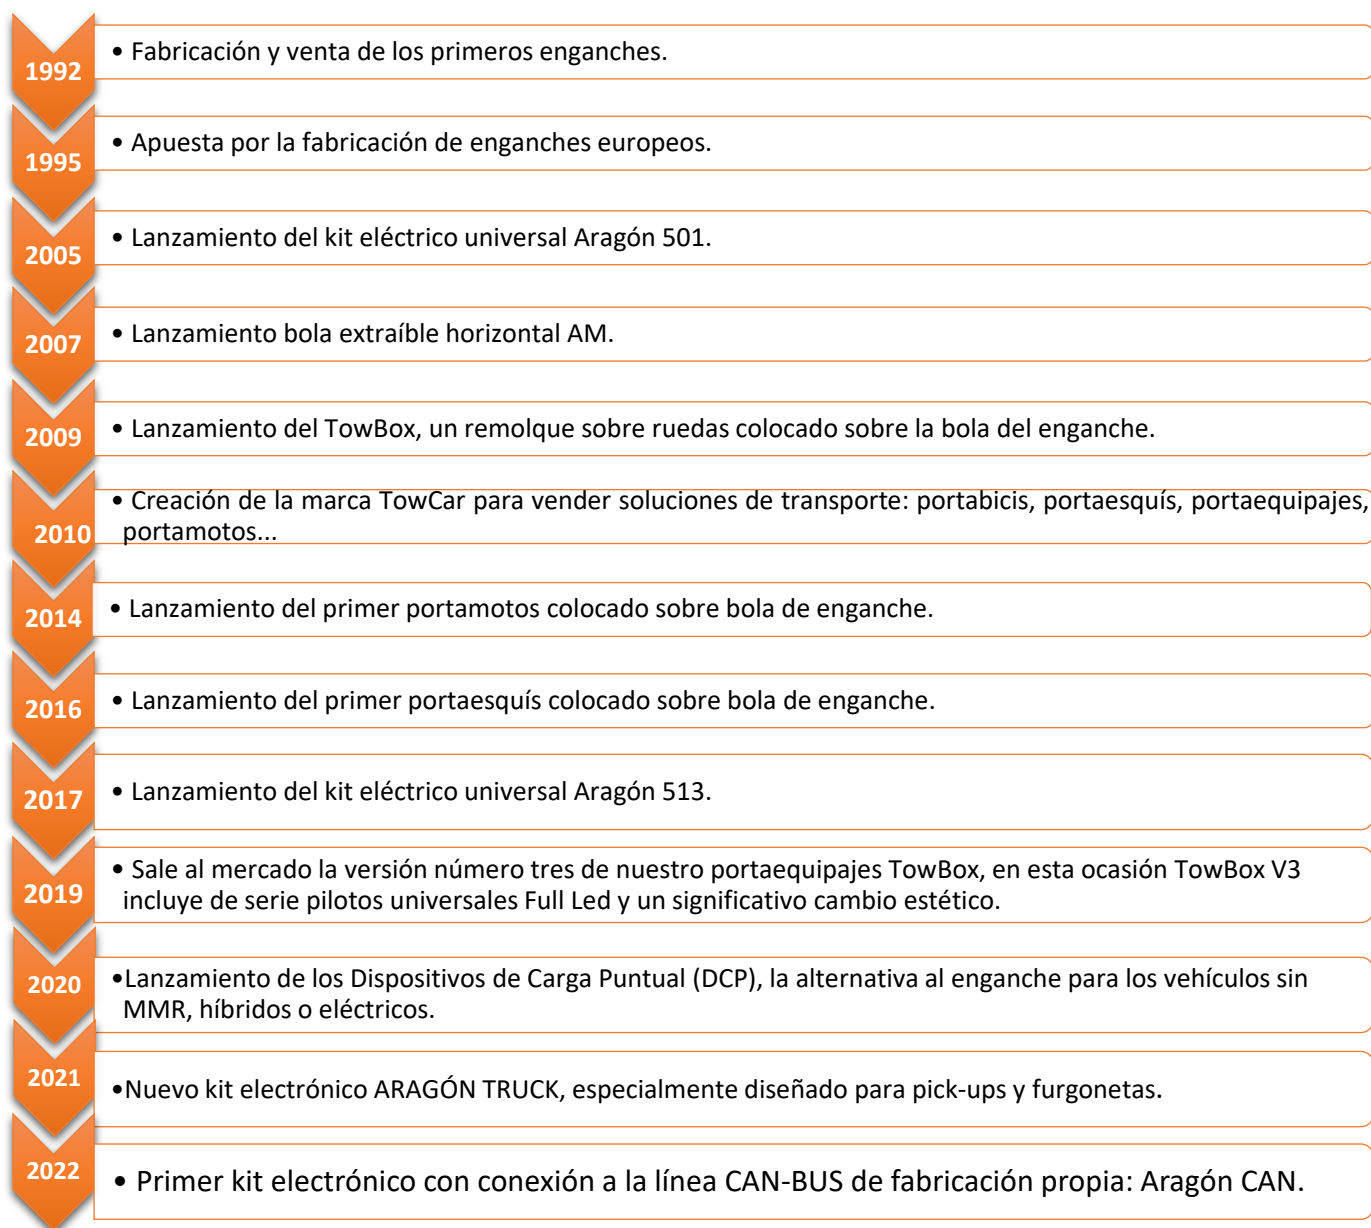 1992
• Fabricación y venta de los primeros enganches.
1995
• Apuesta por la fabricación de enganches europeos.
2005
• Lanzamiento del kit eléctrico universal Aragón 501.
2007
• Lanzamiento bola extraíble horizontal AM.
2009
• Lanzamiento del TowBox, un remolque sobre ruedas colocado sobre la bola del enganche.
2010
• Creación de la marca TowCar para vender soluciones de transporte: portabicis, portaesquís, portaequipajes,
portamotos...
2014
• Lanzamiento del primer portamotos colocado sobre bola de enganche.
2016
• Lanzamiento del primer portaesquís colocado sobre bola de enganche.
2017
• Lanzamiento del kit eléctrico universal Aragón 513.
2019
• Sale al mercado la versión número tres de nuestro portaequipajes TowBox, en esta ocasión TowBox V3
incluye de serie pilotos universales Full Led y un significativo cambio estético.
2020
•Lanzamiento de los Dispositivos de Carga Puntual (DCP), la alternativa al enganche para los vehículos sin
MMR, híbridos o eléctricos.
2021
•Nuevo kit electrónico ARAGÓN TRUCK, especialmente diseñado para pick-ups y furgonetas.
2022
• Primer kit electrónico con conexión a la línea CAN-BUS de fabricación propia: Aragón CAN.